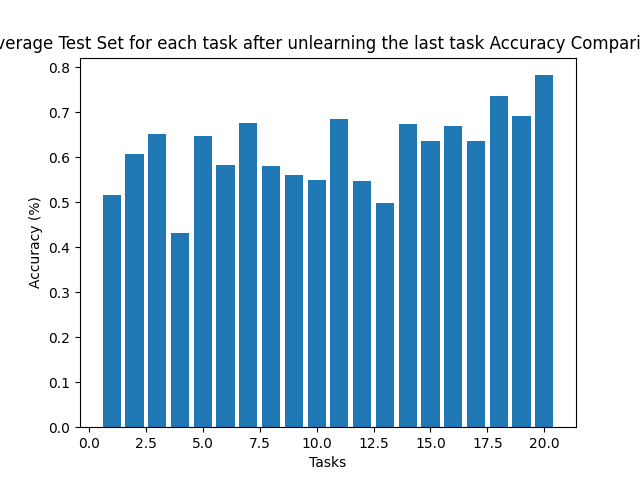 verage Test Set for each task after unlearning the last task Accuracy Compari
0.8
0.7
0.6
0.5
0.4
0.3
0.2
0.1
0.0
Accuracy (%)
0.0 2.5 5.0 7.5 10.0 12.5 15.0 17.5 20.0
Tasks